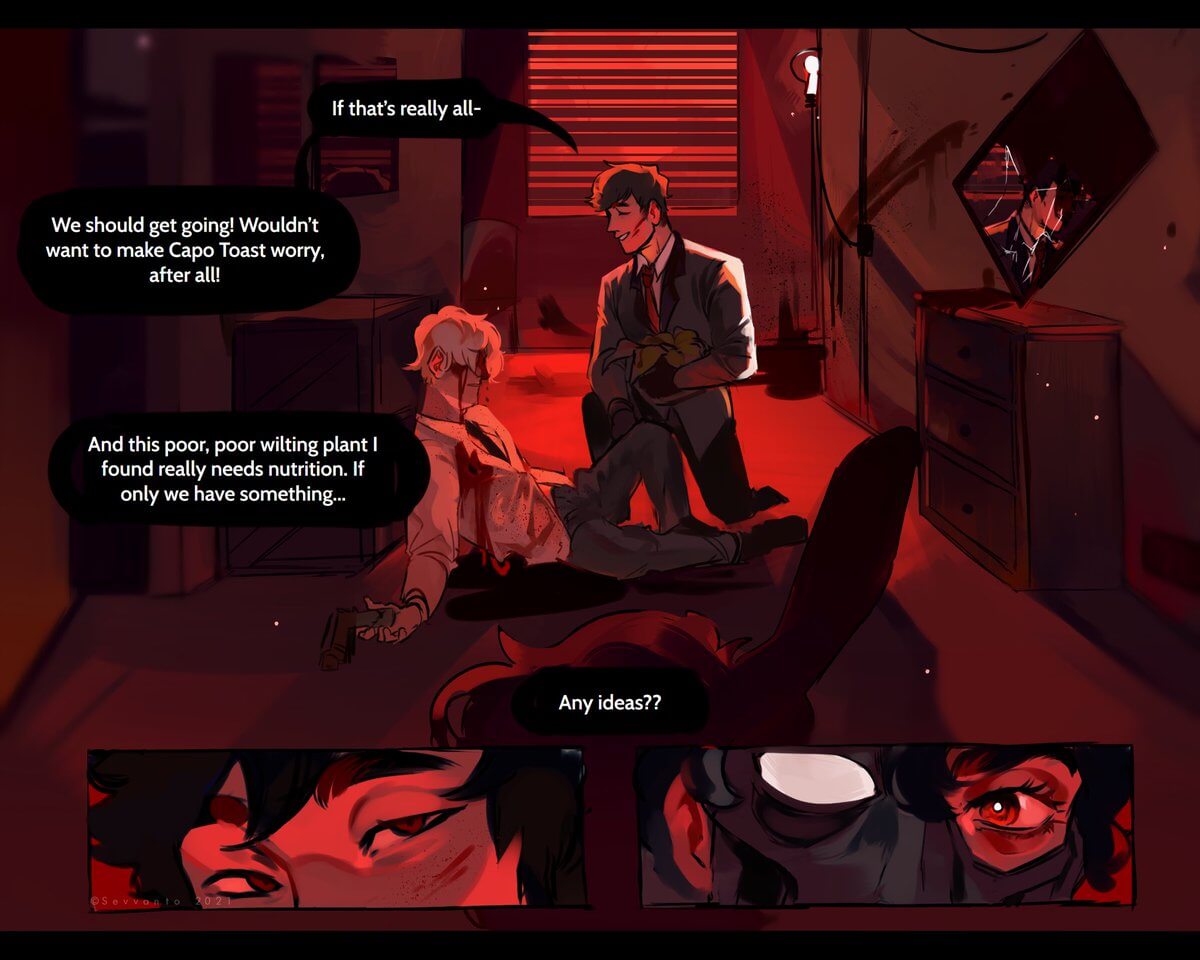 If that's really all-
We should get going! Wouldn't
want to make Capo Toast worry,
after all!
And this poor, poor wilting plant I
found really needs nutrition. If
only we have something...
Any ideas??
©Sevvanto 2021